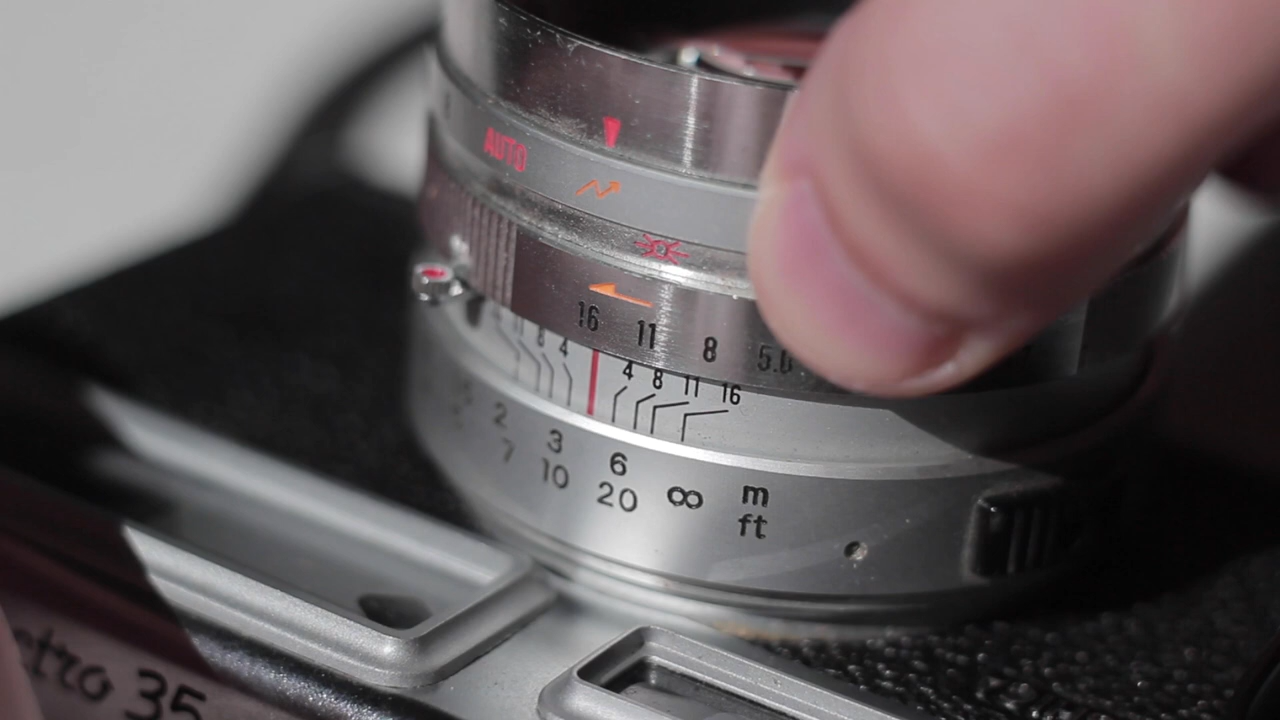 AUTO
16 11 8 5.6
8 4 4 8 11 16
2 3 6 ∞ m
7 10 20 ft
ctro 35